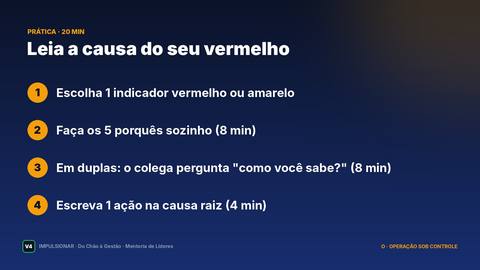 PRÁTICA · 20 MIN
Leia a causa do seu vermelho
1 Escolha 1 indicador vermelho ou amarelo
2 Faça os 5 porquês sozinho (8 min)
3 Em duplas: o colega pergunta "como você sabe?" (8 min)
4 Escreva 1 ação na causa raiz (4 min)
V4 IMPULSIONAR · Do Chão à Gestão · Mentoria de Líderes
O · OPERAÇÃO SOB CONTROLE